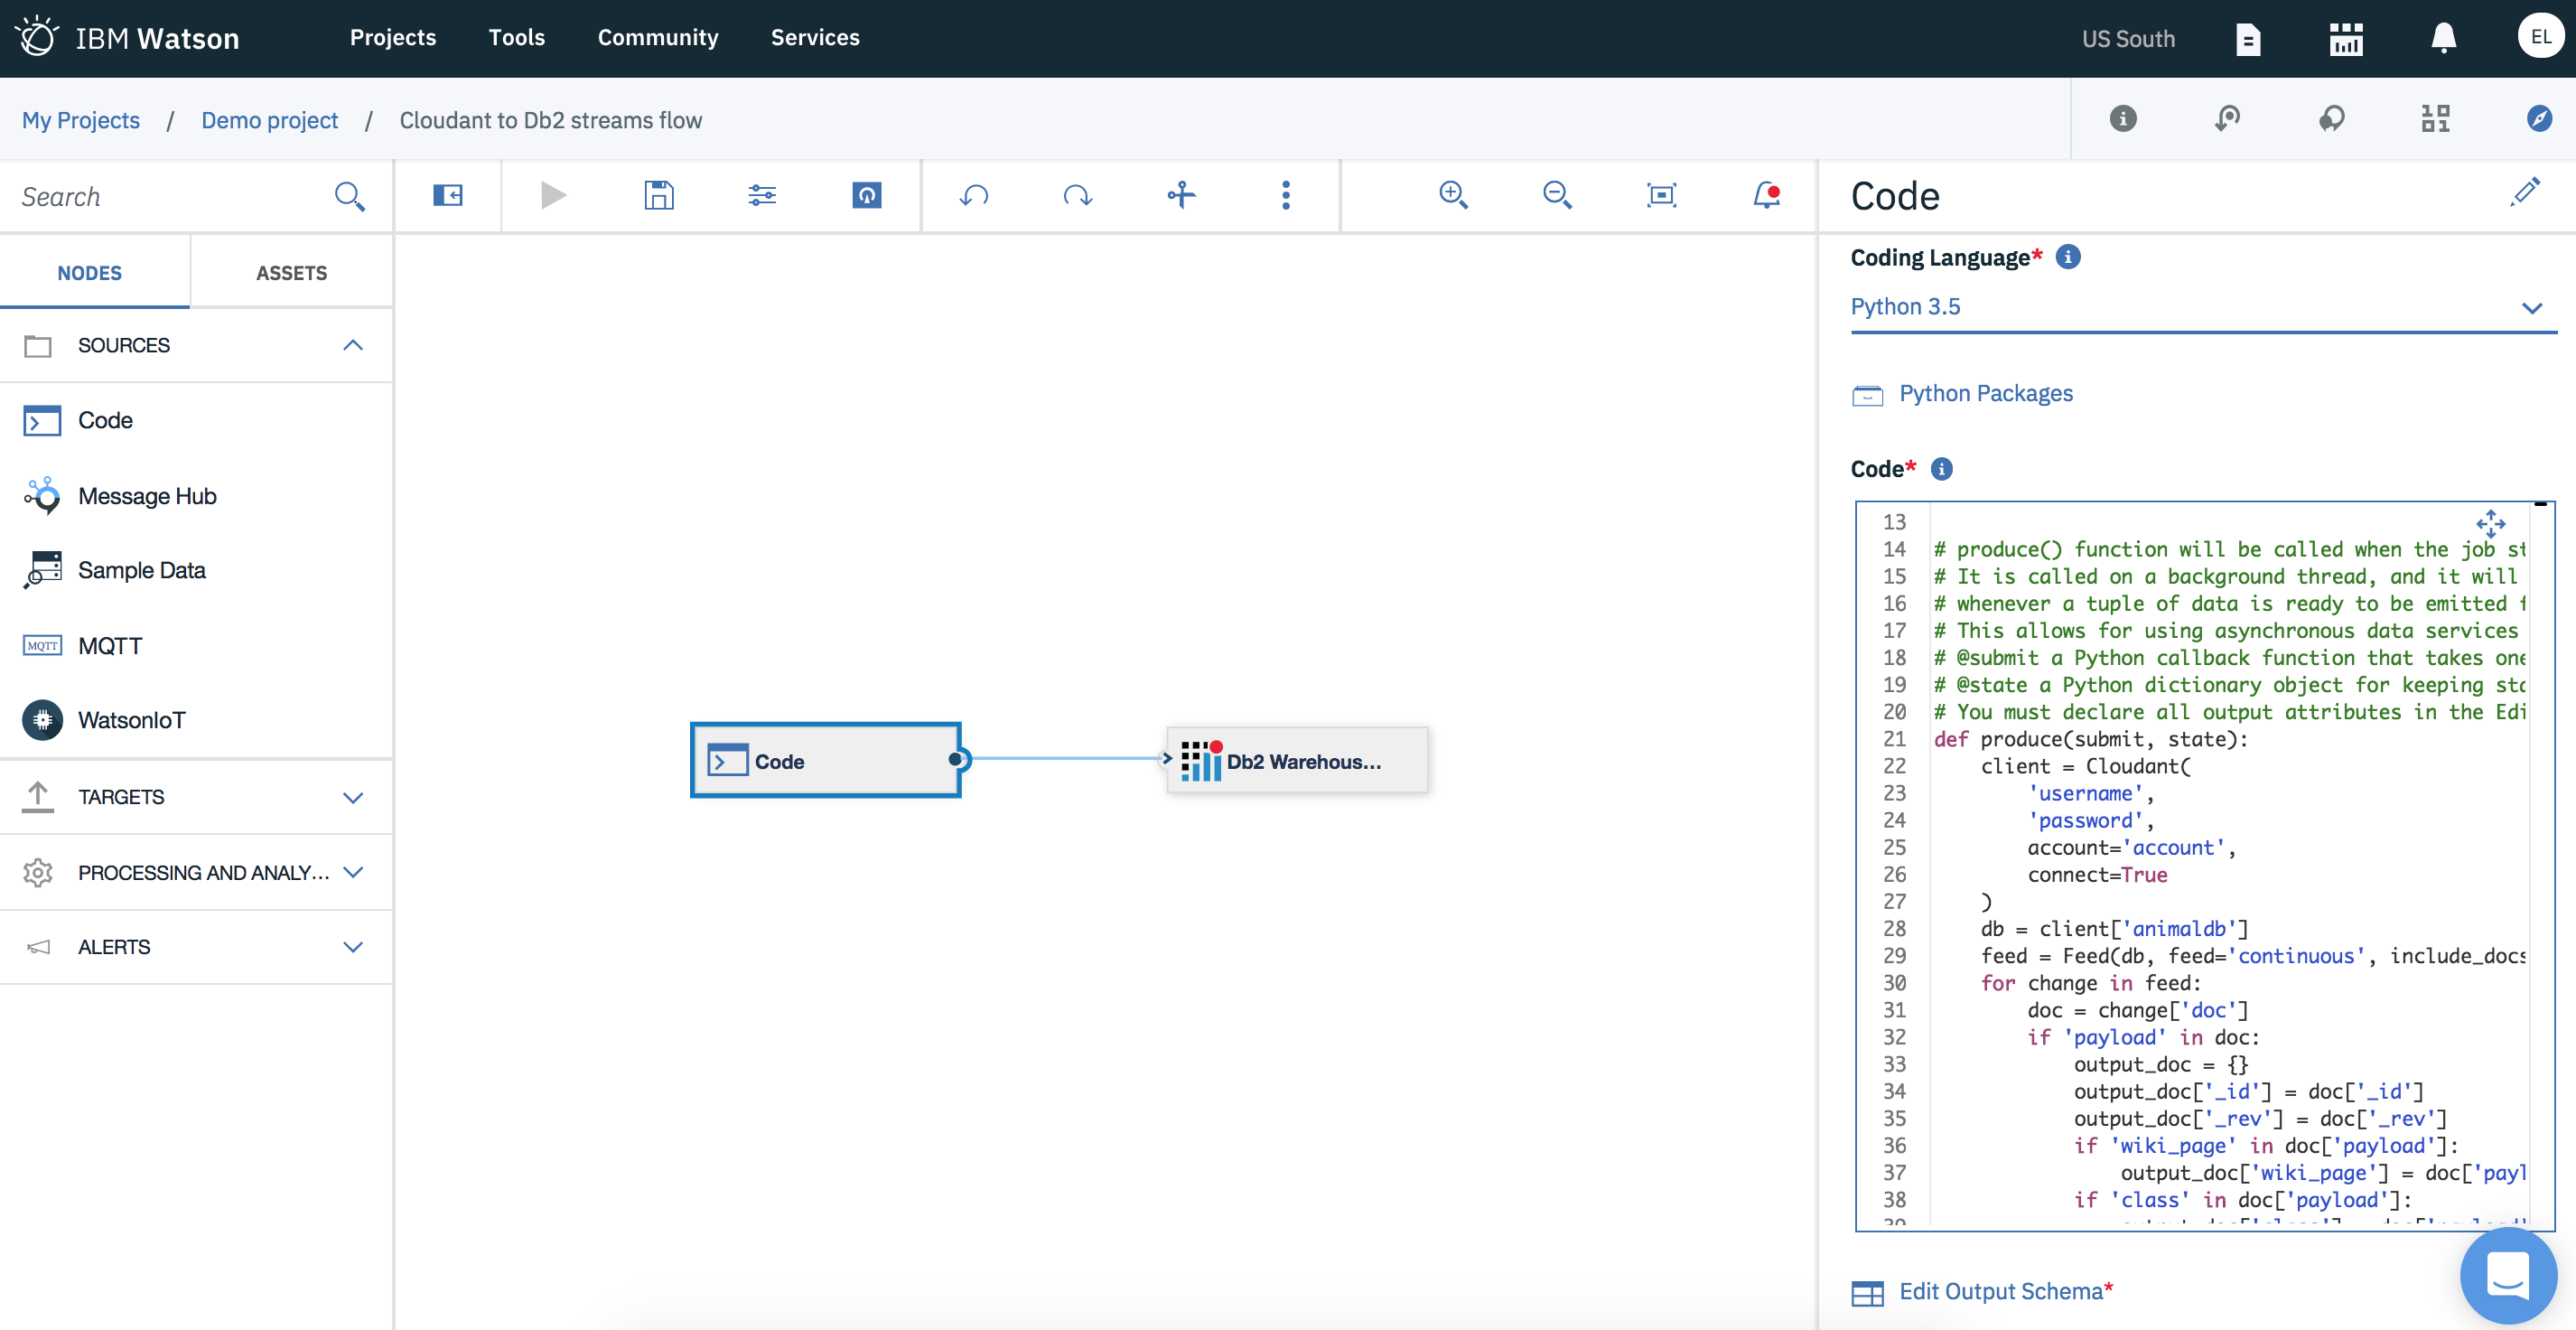 IBM Watson Projects Tools Community Services US South EL
My Projects / Demo project / Cloudant to Db2 streams flow
Search
NODES ASSETS
SOURCES
Code
Message Hub
Sample Data
MQTT MQTT
WatsonIoT
TARGETS
PROCESSING AND ANALY...
ALERTS
Code
Db2 Warehous...
Code
Coding Language*
Python 3.5
Python Packages
Code*
13
14 # produce() function will be called when the job st
15 # It is called on a background thread, and it will
16 # whenever a tuple of data is ready to be emitted f
17 # This allows for using asynchronous data services
18 # @submit a Python callback function that takes one
19 # @state a Python dictionary object for keeping sta
20 # You must declare all output attributes in the Edi
21 def produce(submit, state):
22 client = Cloudant(
23 'username',
24 'password',
25 account='account',
26 connect=True
27 )
28 db = client['animaldb']
29 feed = Feed(db, feed='continuous', include_docs
30 for change in feed:
31 doc = change['doc']
32 if 'payload' in doc:
33 output_doc = {}
34 output_doc['_id'] = doc['_id']
35 output_doc['_rev'] = doc['_rev']
36 if 'wiki_page' in doc['payload']:
37 output_doc['wiki_page'] = doc['payl
38 if 'class' in doc['payload']:
Edit Output Schema*